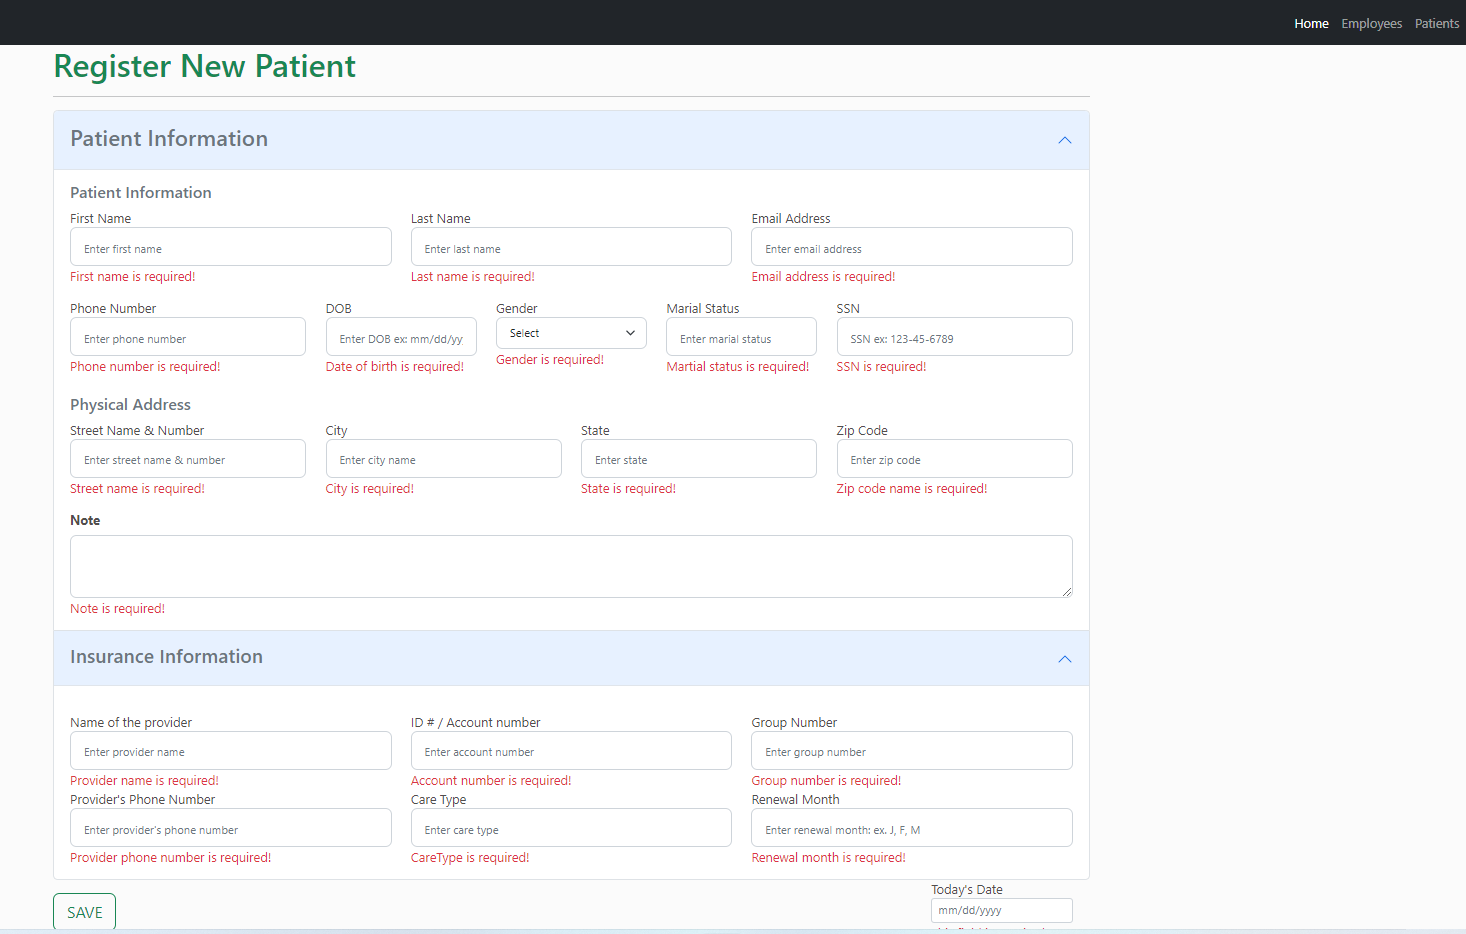 Home Employees Patients
Register New Patient
Patient Information
Patient Information
First Name Last Name Email Address
Enter first name Enter last name Enter email address
First name is required! Last name is required! Email address is required!
Phone Number DOB Gender Marial Status SSN
Enter phone number Enter DOB ex: mm/dd/yy Select Enter marial status SSN ex: 123-45-6789
Phone number is required! Date of birth is required! Gender is required! Martial status is required! SSN is required!
Physical Address
Street Name & Number City State Zip Code
Enter street name & number Enter city name Enter state Enter zip code
Street name is required! City is required! State is required! Zip code name is required!
Note
Note is required!
Insurance Information
Name of the provider ID # / Account number Group Number
Enter provider name Enter account number Enter group number
Provider name is required! Account number is required! Group number is required!
Provider's Phone Number Care Type Renewal Month
Enter provider's phone number Enter care type Enter renewal month: ex. J, F, M
Provider phone number is required! CareType is required! Renewal month is required!
Today's Date
SAVE mm/dd/yyyy